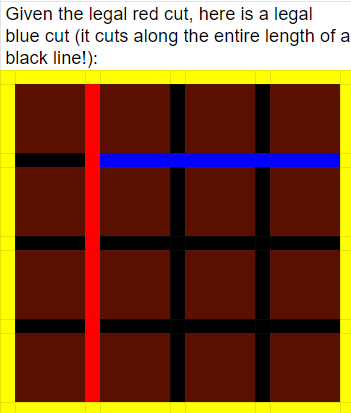 Given the legal red cut, here is a legal
blue cut (it cuts along the entire length of a
black line!):